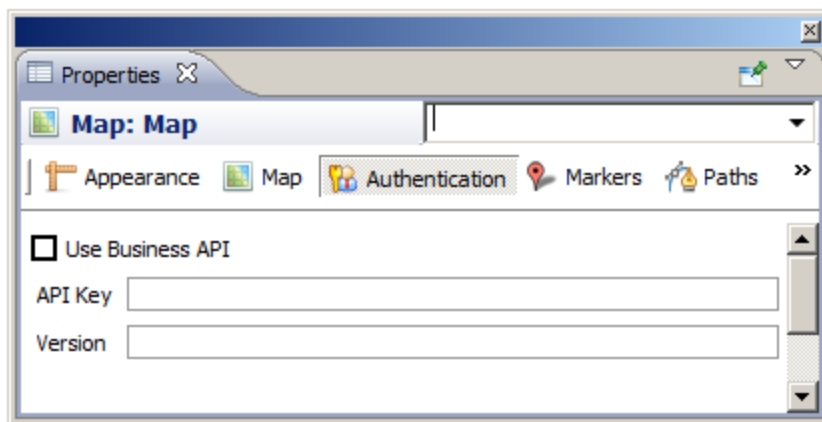 Properties
Map: Map
Appearance Map Authentication Markers Paths »
Use Business API
API Key
Version